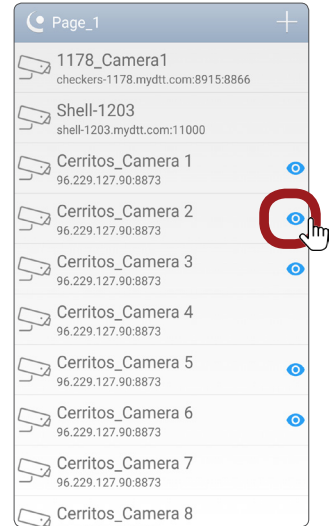 Page_1
1178_Camera1
checkers-1178.mydtt.com:8915:8866
Shell-1203
shell-1203.mydtt.com:11000
Cerritos_Camera 1
96.229.127.90:8873
Cerritos_Camera 2
96.229.127.90:8873
Cerritos_Camera 3
96.229.127.90:8873
Cerritos_Camera 4
96.229.127.90:8873
Cerritos_Camera 5
96.229.127.90:8873
Cerritos_Camera 6
96.229.127.90:8873
Cerritos_Camera 7
96.229.127.90:8873
Cerritos_Camera 8